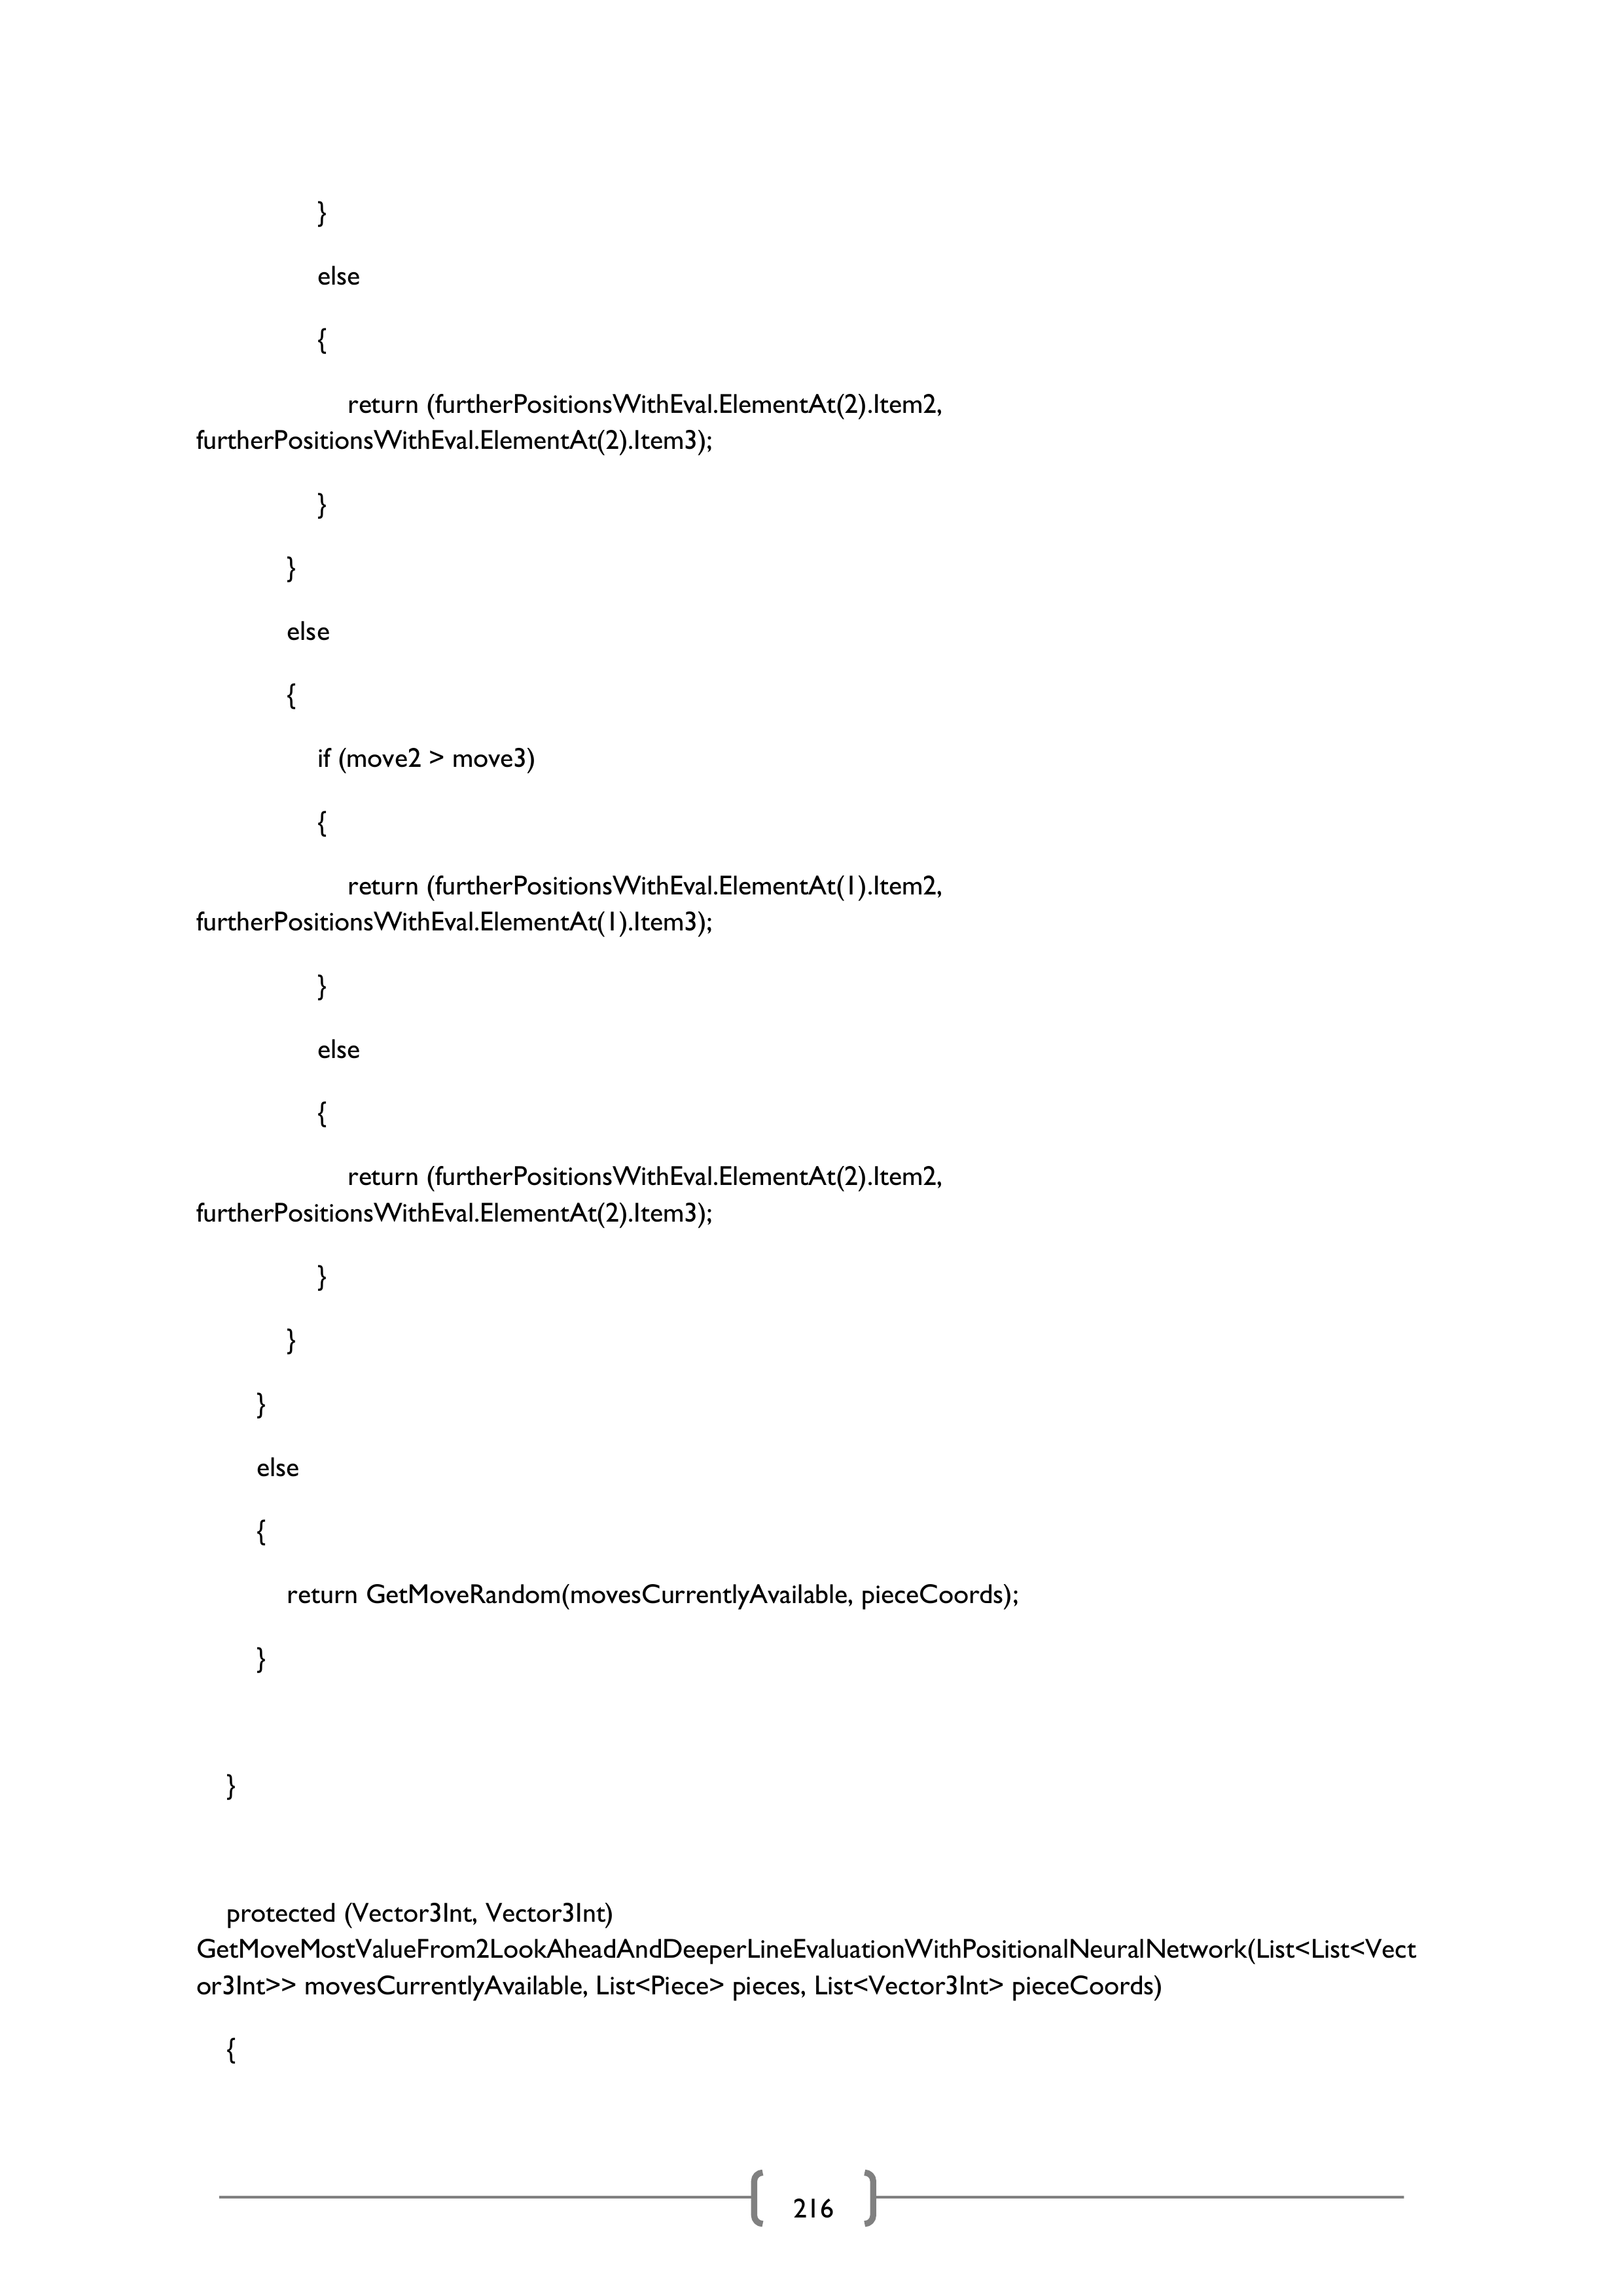 }
else
{
return (furtherPositionsWithEval.ElementAt(2).Item2,
furtherPositionsWithEval.ElementAt(2).Item3);
}
}
else
{
if (move2 > move3)
{
return (furtherPositionsWithEval.ElementAt(1).Item2,
furtherPositionsWithEval.ElementAt(1).Item3);
}
else
{
return (furtherPositionsWithEval.ElementAt(2).Item2,
furtherPositionsWithEval.ElementAt(2).Item3);
}
}
}
else
{
return GetMoveRandom(movesCurrentlyAvailable, pieceCoords);
}
}
protected (Vector3Int, Vector3Int)
GetMoveMostValueFrom2LookAheadAndDeeperLineEvaluationWithPositionalNeuralNetwork(List<List<Vect
or3Int>> movesCurrentlyAvailable, List<Piece> pieces, List<Vector3Int> pieceCoords)
{
216